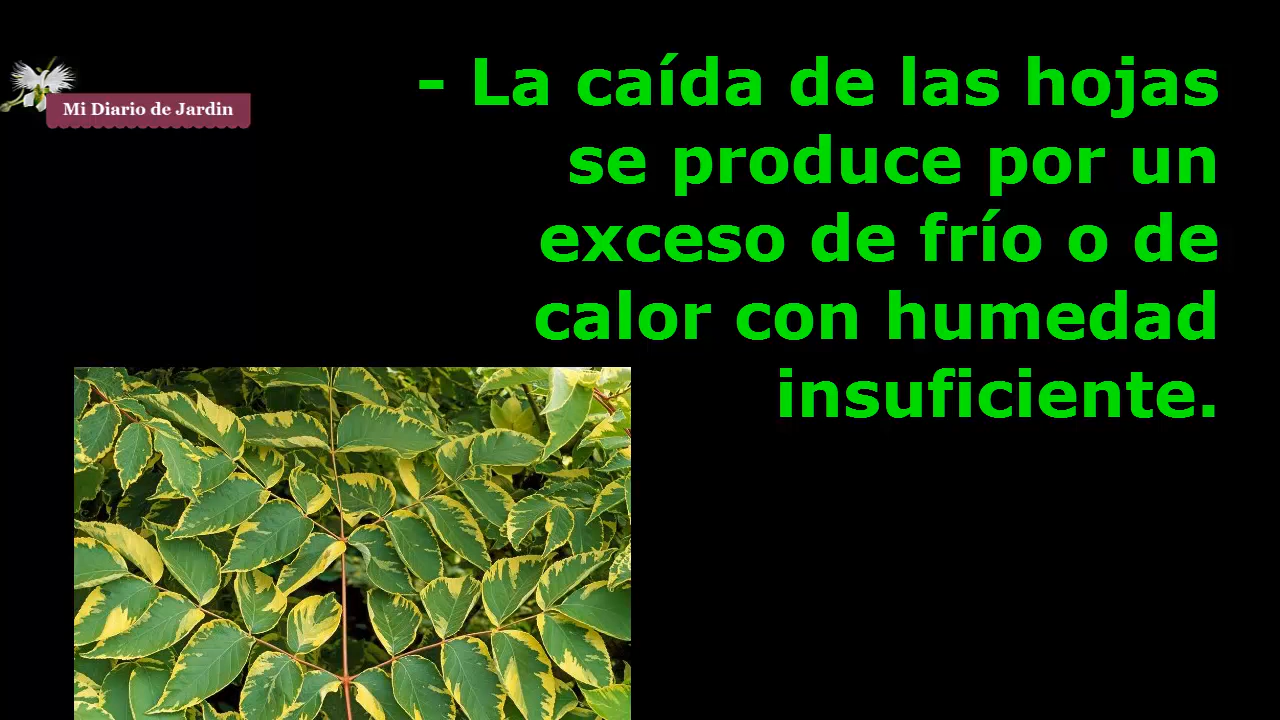 Mi Diario de Jardin
- La caída de las hojas
se produce por un
exceso de frío o de
calor con humedad
insuficiente.